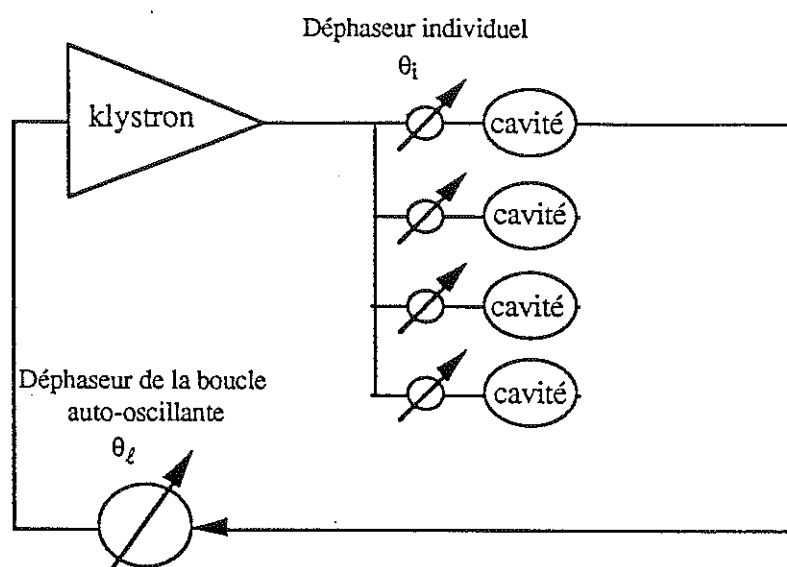 Déphaseur individuel
θi
klystron
cavité
cavité
cavité
cavité
Déphaseur de la boucle
auto-oscillante
θℓ